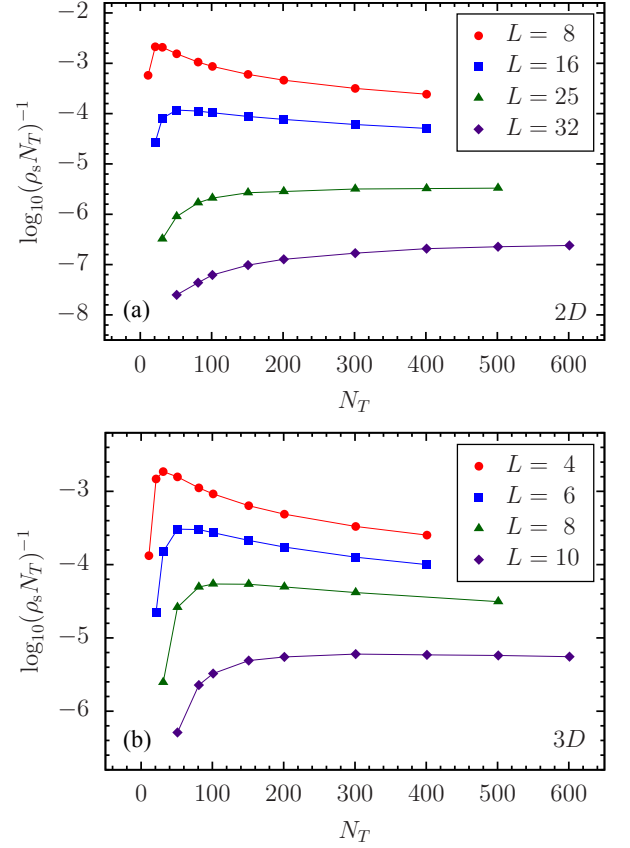 −2
−3
−4
−5
−6
−7
−8
log₁₀(ρₛN_T)⁻¹
L = 8
L = 16
L = 25
L = 32
(a)
2D
0 100 200 300 400 500 600
N_T
−3
−4
−5
−6
log₁₀(ρₛN_T)⁻¹
L = 4
L = 6
L = 8
L = 10
(b)
3D
0 100 200 300 400 500 600
N_T